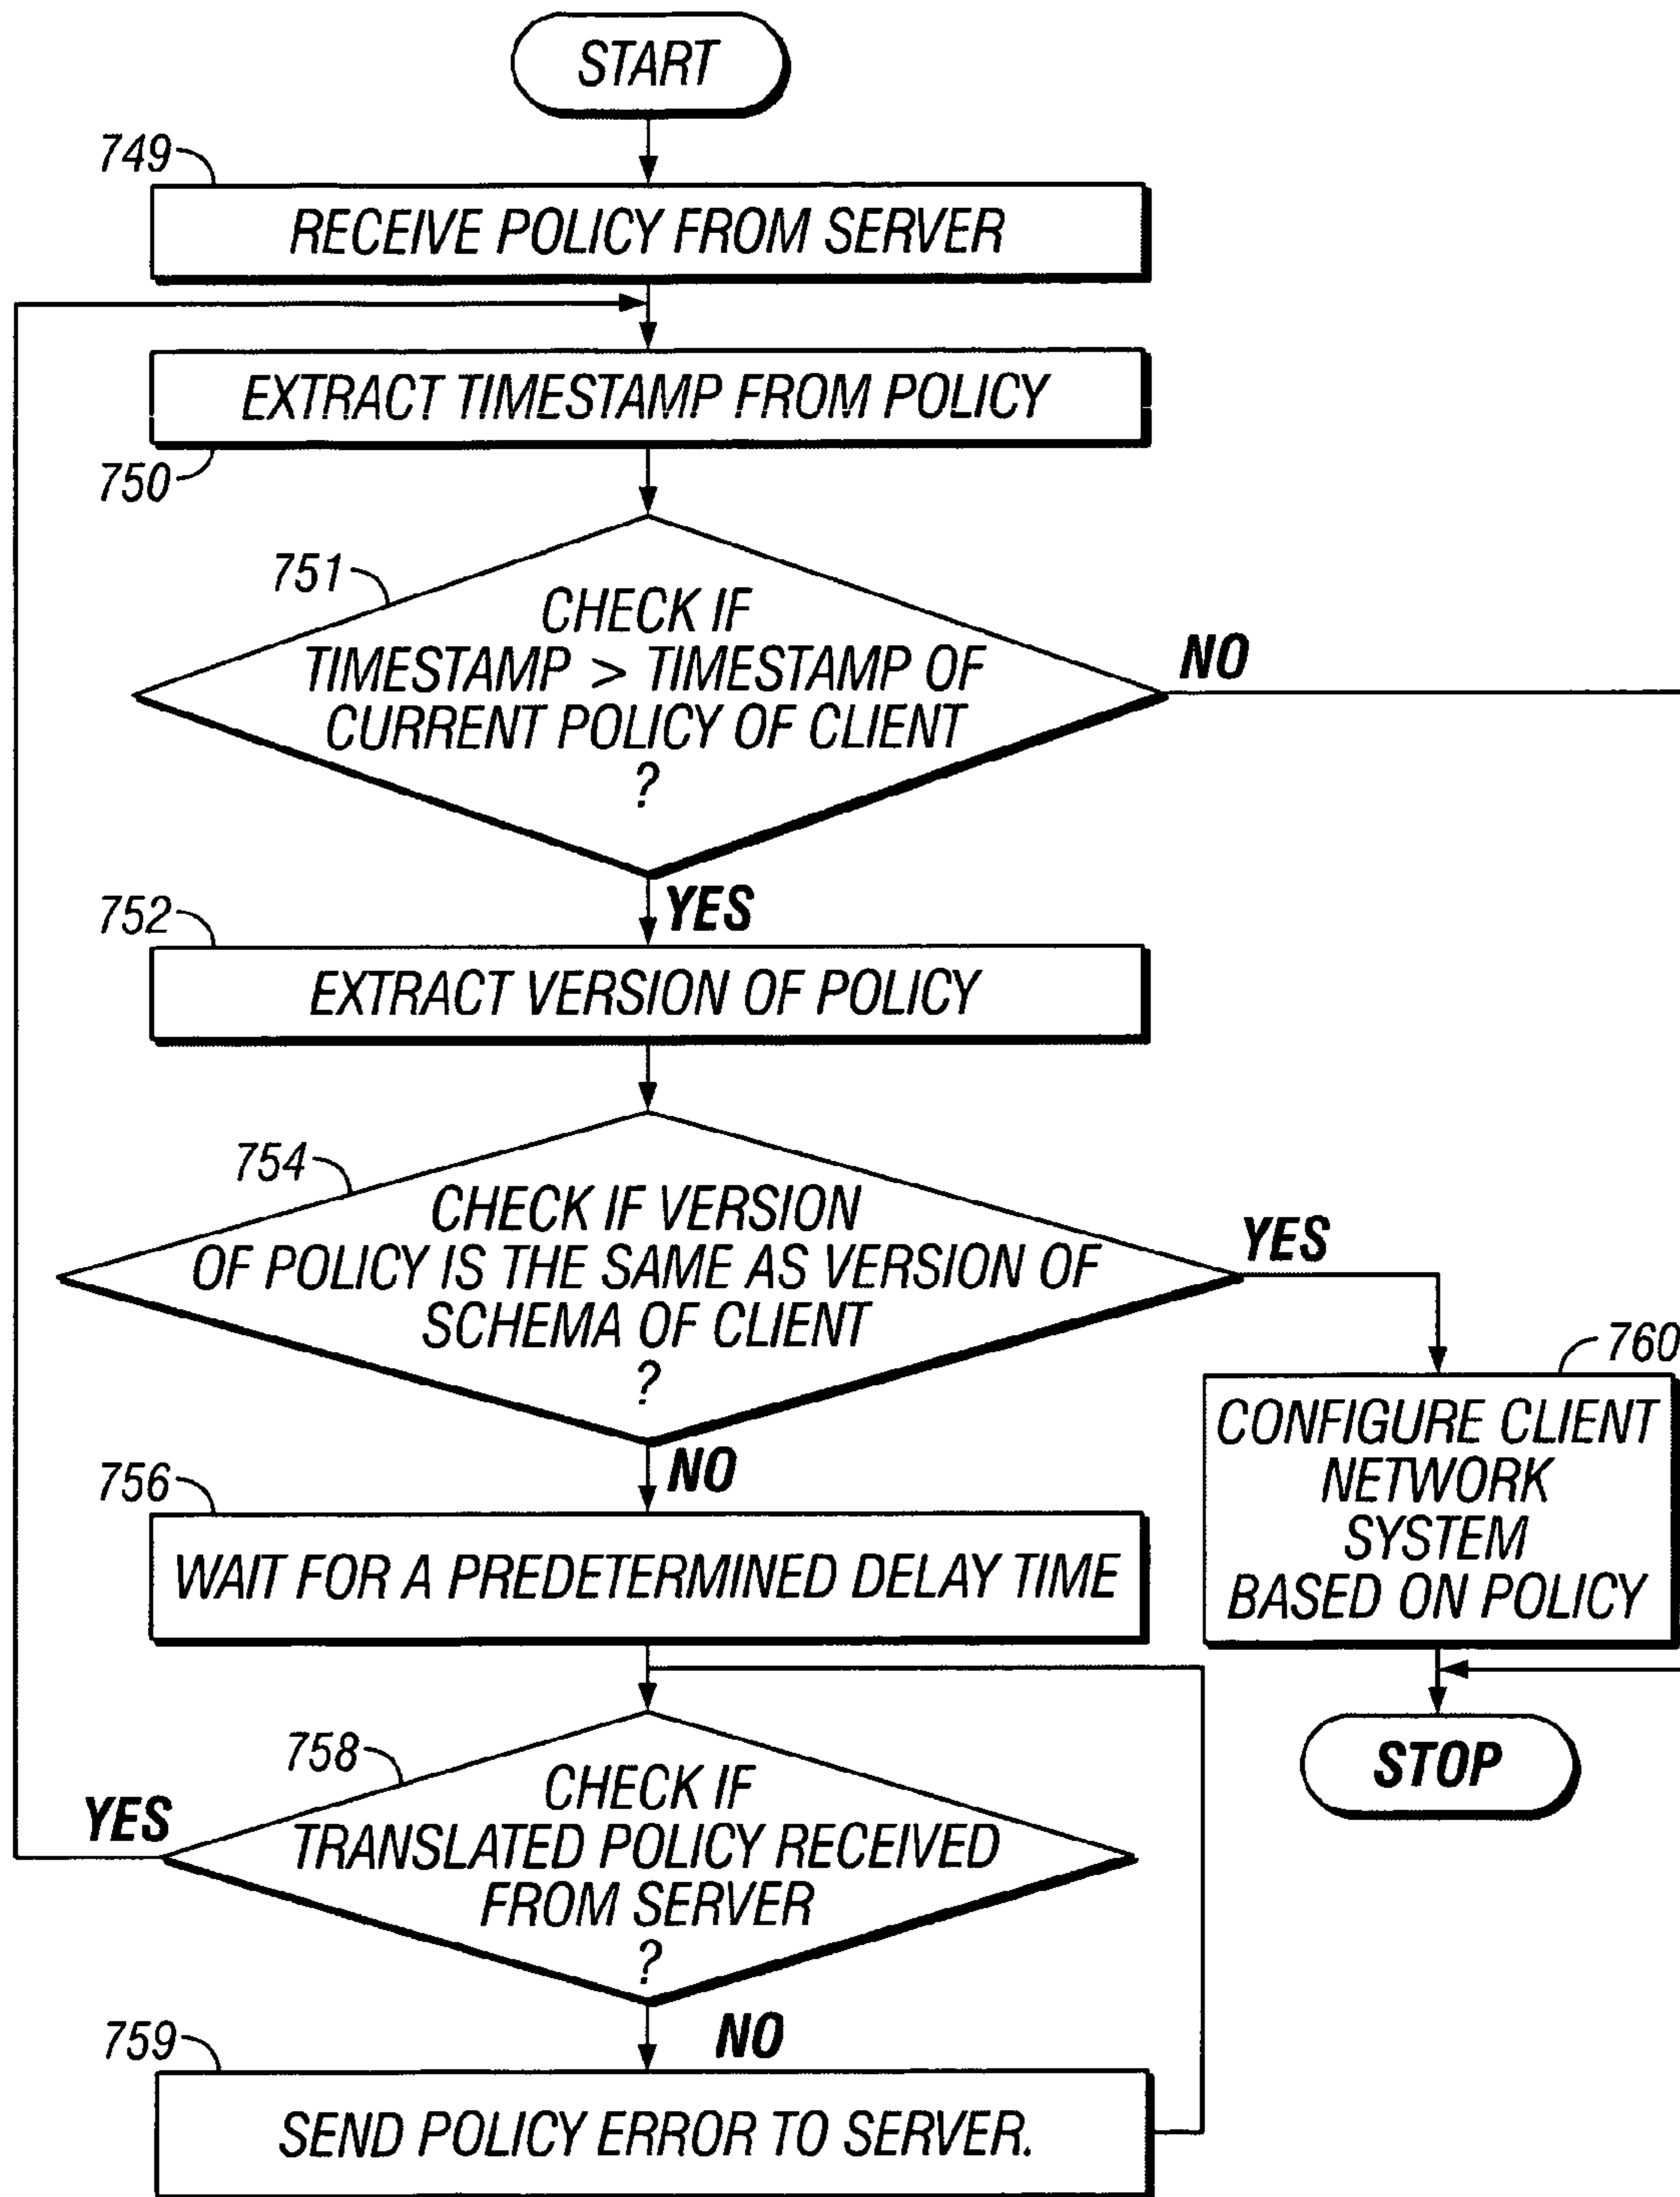 START
749
RECEIVE POLICY FROM SERVER
EXTRACT TIMESTAMP FROM POLICY
750
751
CHECK IF
TIMESTAMP > TIMESTAMP OF
CURRENT POLICY OF CLIENT
?
NO
YES
752
EXTRACT VERSION OF POLICY
754
CHECK IF VERSION
OF POLICY IS THE SAME AS VERSION OF
SCHEMA OF CLIENT
?
YES
NO
760
CONFIGURE CLIENT
NETWORK
SYSTEM
BASED ON POLICY
756
WAIT FOR A PREDETERMINED DELAY TIME
758
CHECK IF
TRANSLATED POLICY RECEIVED
FROM SERVER
?
YES
STOP
NO
759
SEND POLICY ERROR TO SERVER.